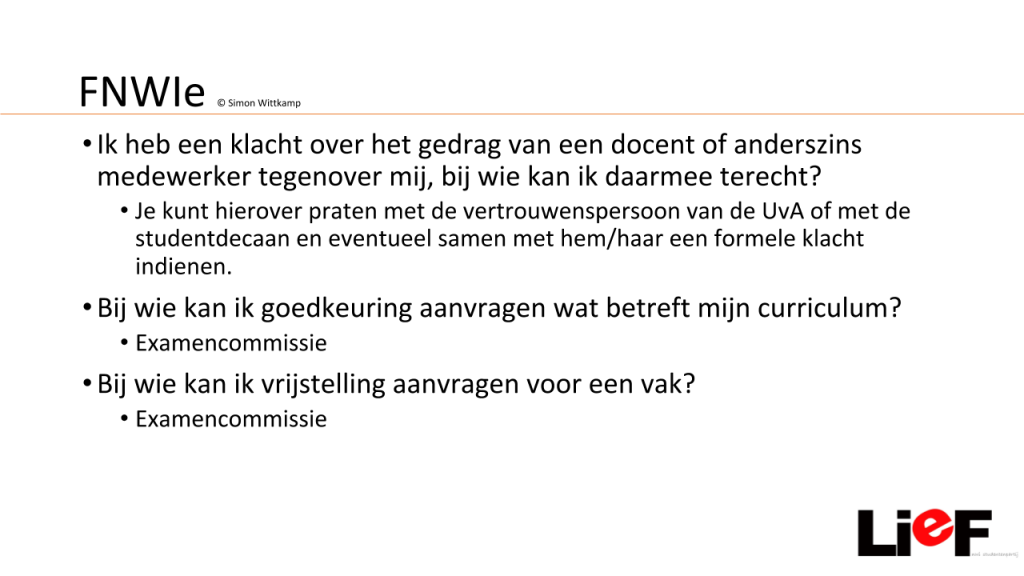 FNWIe © Simon Wittkamp
• Ik heb een klacht over het gedrag van een docent of anderszins
medewerker tegenover mij, bij wie kan ik daarmee terecht?
• Je kunt hierover praten met de vertrouwenspersoon van de UvA of met de
studentdecaan en eventueel samen met hem/haar een formele klacht
indienen.
• Bij wie kan ik goedkeuring aanvragen wat betreft mijn curriculum?
• Examencommissie
• Bij wie kan ik vrijstelling aanvragen voor een vak?
• Examencommissie
LieF